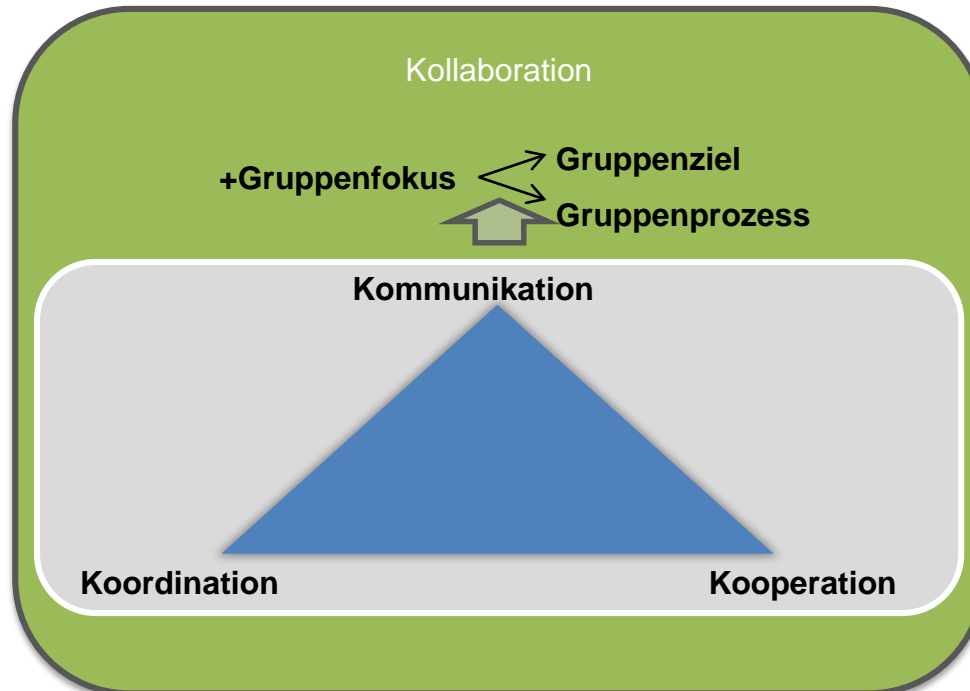 Kollaboration
+Gruppenfokus
Gruppenziel
Gruppenprozess
Kommunikation
Koordination
Kooperation